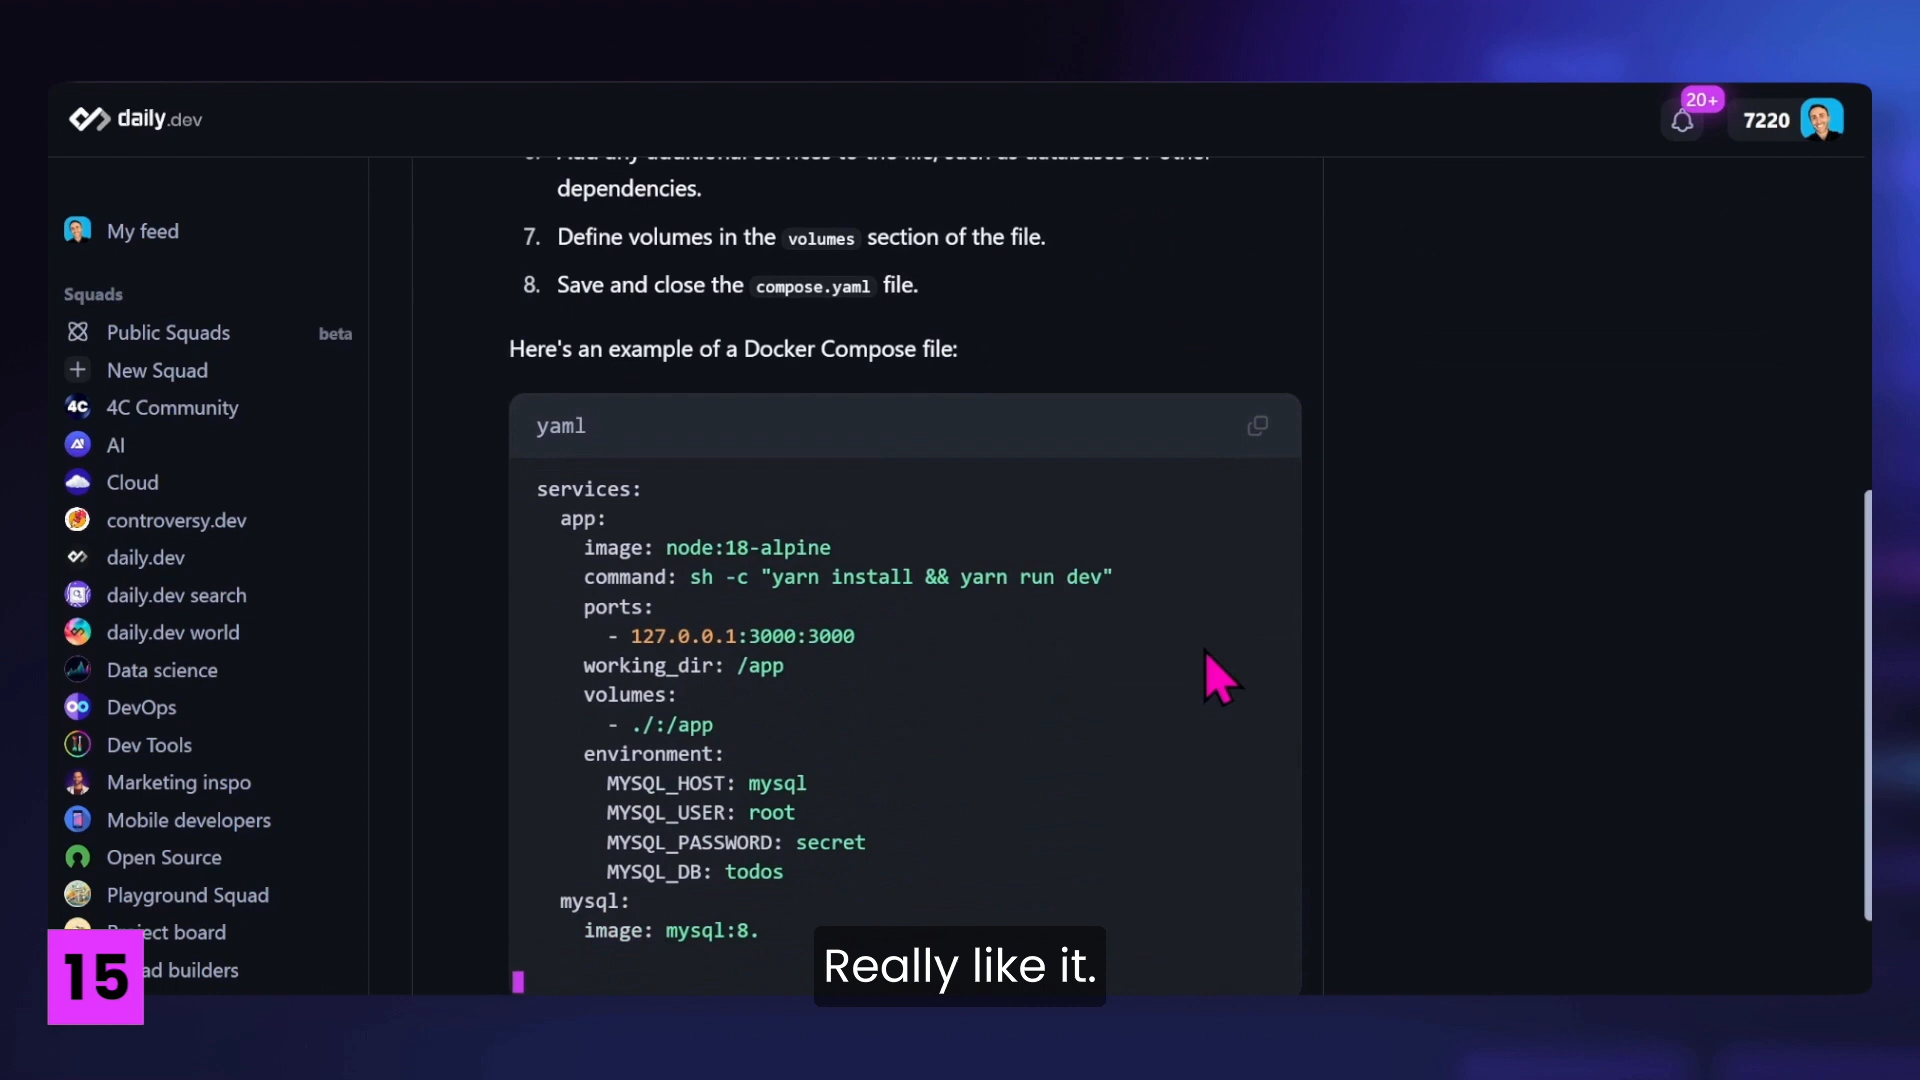 daily.dev
20+
7220
My feed
Squads
Public Squads beta
New Squad
4C 4C Community
AI
Cloud
controversy.dev
daily.dev
daily.dev search
daily.dev world
Data science
DevOps
Dev Tools
Marketing inspo
Mobile developers
Open Source
Playground Squad
ect board
ad builders
15
dependencies.
7. Define volumes in the volumes section of the file.
8. Save and close the compose.yaml file.
Here's an example of a Docker Compose file:
yaml
services:
app:
image: node:18-alpine
command: sh -c "yarn install && yarn run dev"
ports:
- 127.0.0.1:3000:3000
working_dir: /app
volumes:
- ./:/app
environment:
MYSQL_HOST: mysql
MYSQL_USER: root
MYSQL_PASSWORD: secret
MYSQL_DB: todos
mysql:
image: mysql:8.
Really like it.